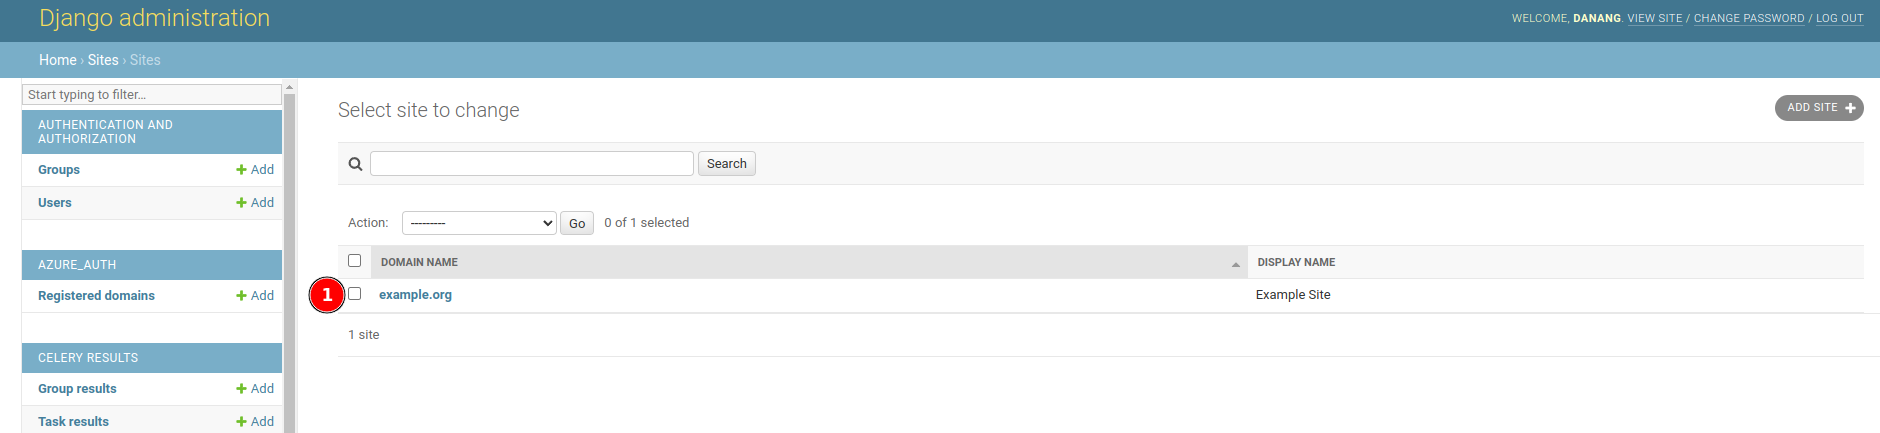 Django administration
WELCOME, DANANG. VIEW SITE / CHANGE PASSWORD / LOG OUT
Home › Sites › Sites
Start typing to filter...
AUTHENTICATION AND
AUTHORIZATION
Groups + Add
Users + Add
AZURE_AUTH
Registered domains + Add
CELERY RESULTS
Group results + Add
Task results + Add
Select site to change
ADD SITE +
Search
Action: --------- Go 0 of 1 selected
DOMAIN NAME DISPLAY NAME
1 example.org Example Site
1 site